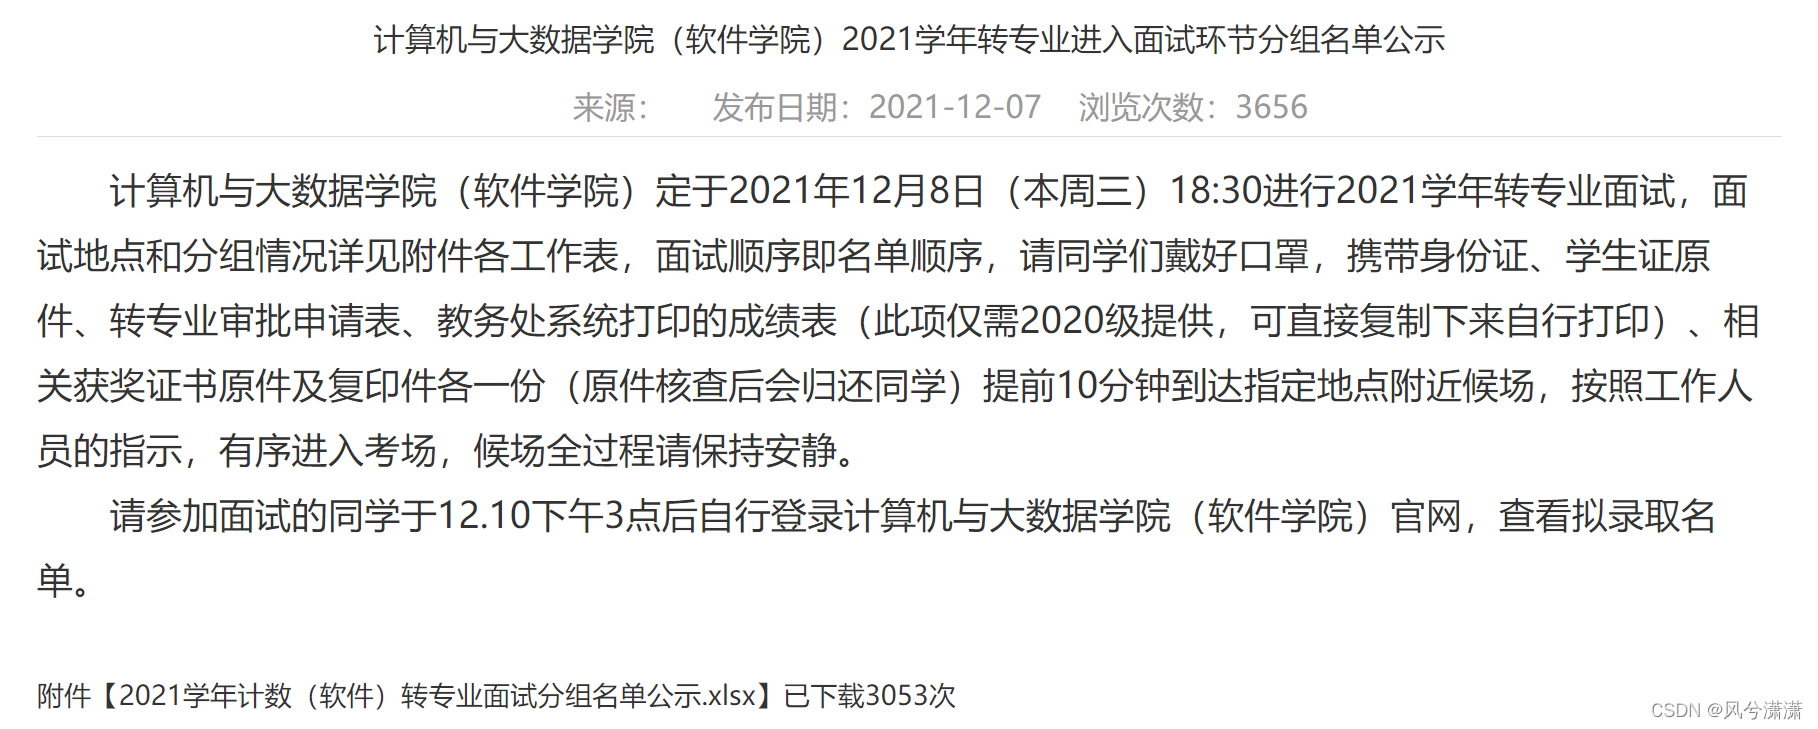 计算机与大数据学院（软件学院）2021学年转专业进入面试环节分组名单公示
来源： 发布日期：2021-12-07 浏览次数：3656
计算机与大数据学院（软件学院）定于2021年12月8日（本周三）18:30进行2021学年转专业面试，面
试地点和分组情况详见附件各工作表，面试顺序即名单顺序，请同学们戴好口罩，携带身份证、学生证原
件、转专业审批申请表、教务处系统打印的成绩表（此项仅需2020级提供，可直接复制下来自行打印）、相
关获奖证书原件及复印件各一份（原件核查后会归还同学）提前10分钟到达指定地点附近候场，按照工作人
员的指示，有序进入考场，候场全过程请保持安静。
请参加面试的同学于12.10下午3点后自行登录计算机与大数据学院（软件学院）官网，查看拟录取名
单。
附件【2021学年计数（软件）转专业面试分组名单公示.xlsx】已下载3053次
CSDN @风兮潇潇